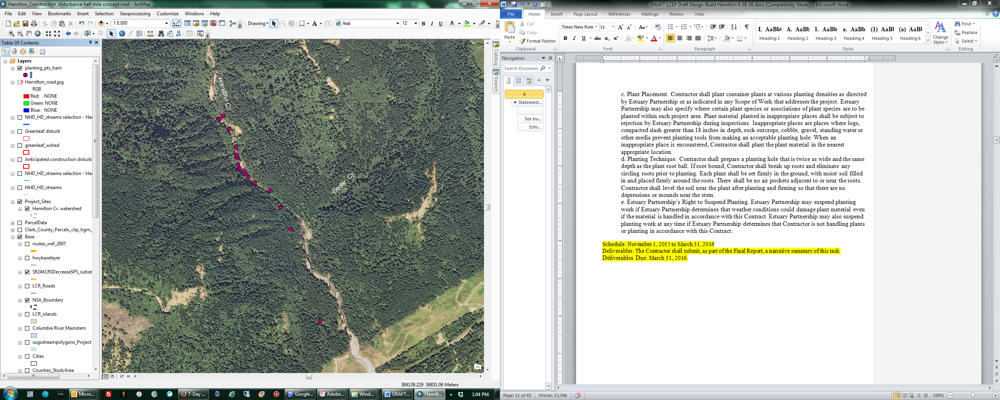 Hamilton_Construction_disturbance half mile concept.mxd - ArcMap
File Edit View Bookmarks Insert Selection Geoprocessing Customize Windows Help
1:8,000 Drawing A Arial 12 B I U A
Table Of Contents
Layers
planting_pts_ham
Hamilton_road.jpg
RGB
Red: NONE
Green: NONE
Blue: NONE
NHD_HD_streams selection - Ha
Greenleaf disturb
greenleaf_wshed
Anticipated construction disturb
NHD_HD_streams selection - Ha
NHD_HD_streams
Project_Sites
Hamilton Cr. watershed
ParcelData
Clark_County_Parcels_clip_hgm_
Base
routes_xref_2007
hwybaselayer
SR24KLRSDecreaseSPS_subse
LCR_Roads
NSA_Boundary
LCR_islands
Columbia River Mainstem
usgsstreampolygons_Project
Cities
Counties_StudyArea
Hamilton Cr.
Cedar Cr.
Catalog
Search
384139.229 36851.06 Meters
Micro... 7-Day ... Google... Adobe... Wind... DRAFT... Hamilt... 1:04 PM
DRAFT LCEP Draft Design-Build Hamilton 4-18-16.docx [Compatibility Mode] - Microsoft Word
File Home Insert Page Layout References Mailings Review View
Paste
Cut
Copy
Format Painter
Clipboard
Times New Rom 11
B I U abc
Font
Paragraph
I. AaBb( A. AaBb 1. AaBb a. AaBb (1) AaBl (a) AaBl
Heading 1 Heading 2 Heading 3 Heading 4 Heading 5 Heading 6
Styles
Change
Styles
Find
Replace
Select
Editing
Navigation
Search Documen
Statement...
See bu...
Exhi...
1 2 3 4 5 6 7
c. Plant Placement. Contractor shall plant container plants at various planting densities as directed
by Estuary Partnership or as indicated in any Scope of Work that addresses the project. Estuary
Partnership may also specify where certain plant species or associations of plant species are to be
planted within each project area. Plant material planted in inappropriate places shall be subject to
rejection by Estuary Partnership during inspections. Inappropriate places are places where logs,
compacted slash greater than 18 inches in depth, rock outcrops, cobble, gravel, standing water or
other media prevent planting tools from making an acceptable planting hole. When an
inappropriate place is encountered, Contractor shall plant the plant material in the nearest
appropriate location.
d. Planting Technique. Contractor shall prepare a planting hole that is twice as wide and the same
depth as the plant root ball. If root bound, Contractor shall break up roots and eliminate any
circling roots prior to planting. Each plant shall be set firmly in the ground, with moist soil filled
in and placed firmly around the roots. There shall be no air pockets adjacent to or near the roots.
Contractor shall level the soil near the plant after planting and firming so that there are no
depressions or mounds near the stem.
e. Estuary Partnership’s Right to Suspend Planting. Estuary Partnership may suspend planting
work if Estuary Partnership determines that weather conditions could damage plant material even
if the material is handled in accordance with this Contract. Estuary Partnership may also suspend
planting work at any time if Estuary Partnership determines that Contractor is not handling plants
or planting in accordance with this Contract.
Schedule: November 1, 2015 to March 31, 2016
Deliverables: The Contractor shall submit, as part of the Final Report, a narrative summary of this task.
Deliverables Due: March 31, 2016.
Page: 11 of 43 Words: 13,546 100%